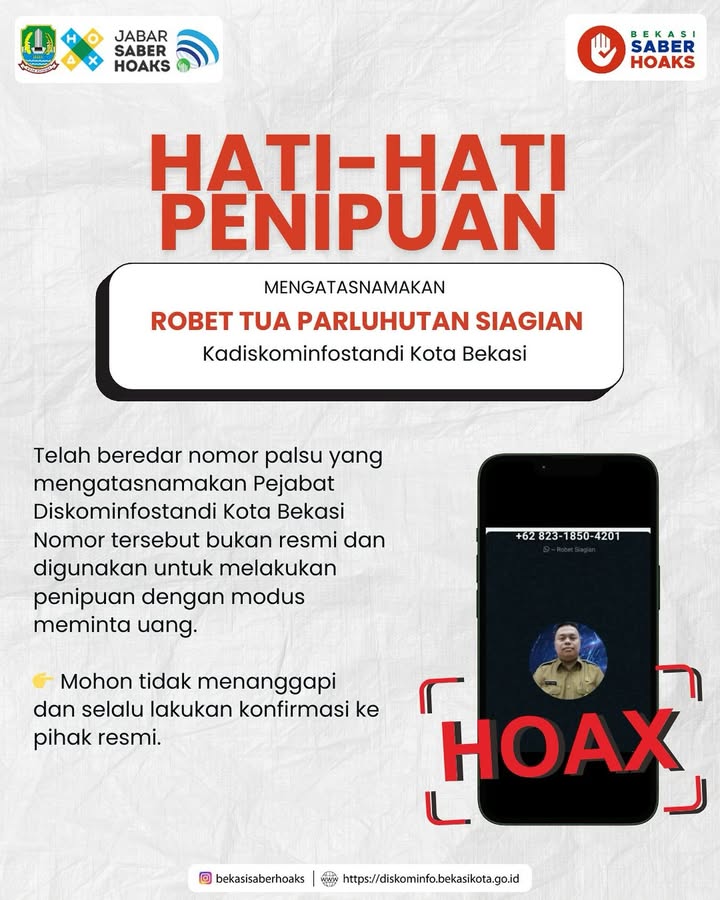 HOAX
JABAR
SABER
HOAKS
BEKASI
SABER
HOAKS
HATI-HATI
PENIPUAN
MENGATASNAMAKAN
ROBET TUA PARLUHUTAN SIAGIAN
Kadiskominfostandi Kota Bekasi
Telah beredar nomor palsu yang
mengatasnamakan Pejabat
Diskominfostandi Kota Bekasi
Nomor tersebut bukan resmi dan
digunakan untuk melakukan
penipuan dengan modus
meminta uang.
👉 Mohon tidak menanggapi
dan selalu lakukan konfirmasi ke
pihak resmi.
+62 823-1850-4201
~ Robet Siagian
HOAX
bekasisaberhoaks
https://diskominfo.bekasikota.go.id